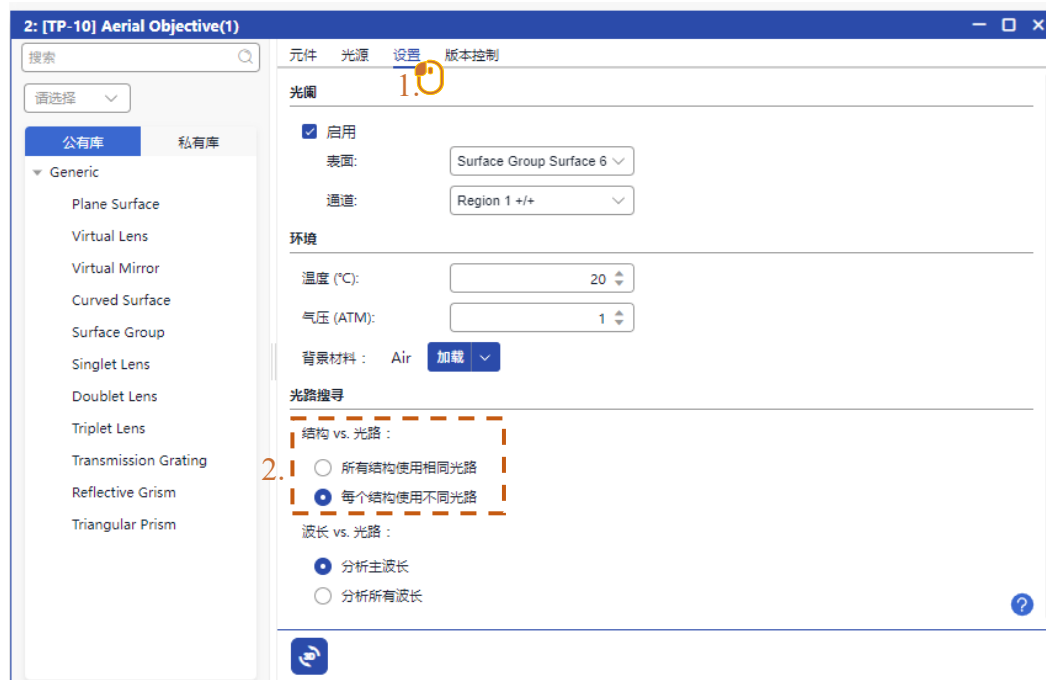 2: [TP-10] Aerial Objective(1)
搜索
请选择
公有库 私有库
Generic
Plane Surface
Virtual Lens
Virtual Mirror
Curved Surface
Surface Group
Singlet Lens
Doublet Lens
Triplet Lens
Transmission Grating
Reflective Grism
Triangular Prism
元件 光源 设置 版本控制
1.
光阑
启用
表面: Surface Group Surface 6
通道: Region 1 +/+
环境
温度 (℃): 20
气压 (ATM): 1
背景材料： Air 加载
光路搜寻
2.
结构 vs. 光路：
所有结构使用相同光路
每个结构使用不同光路
波长 vs. 光路：
分析主波长
分析所有波长
?
3D